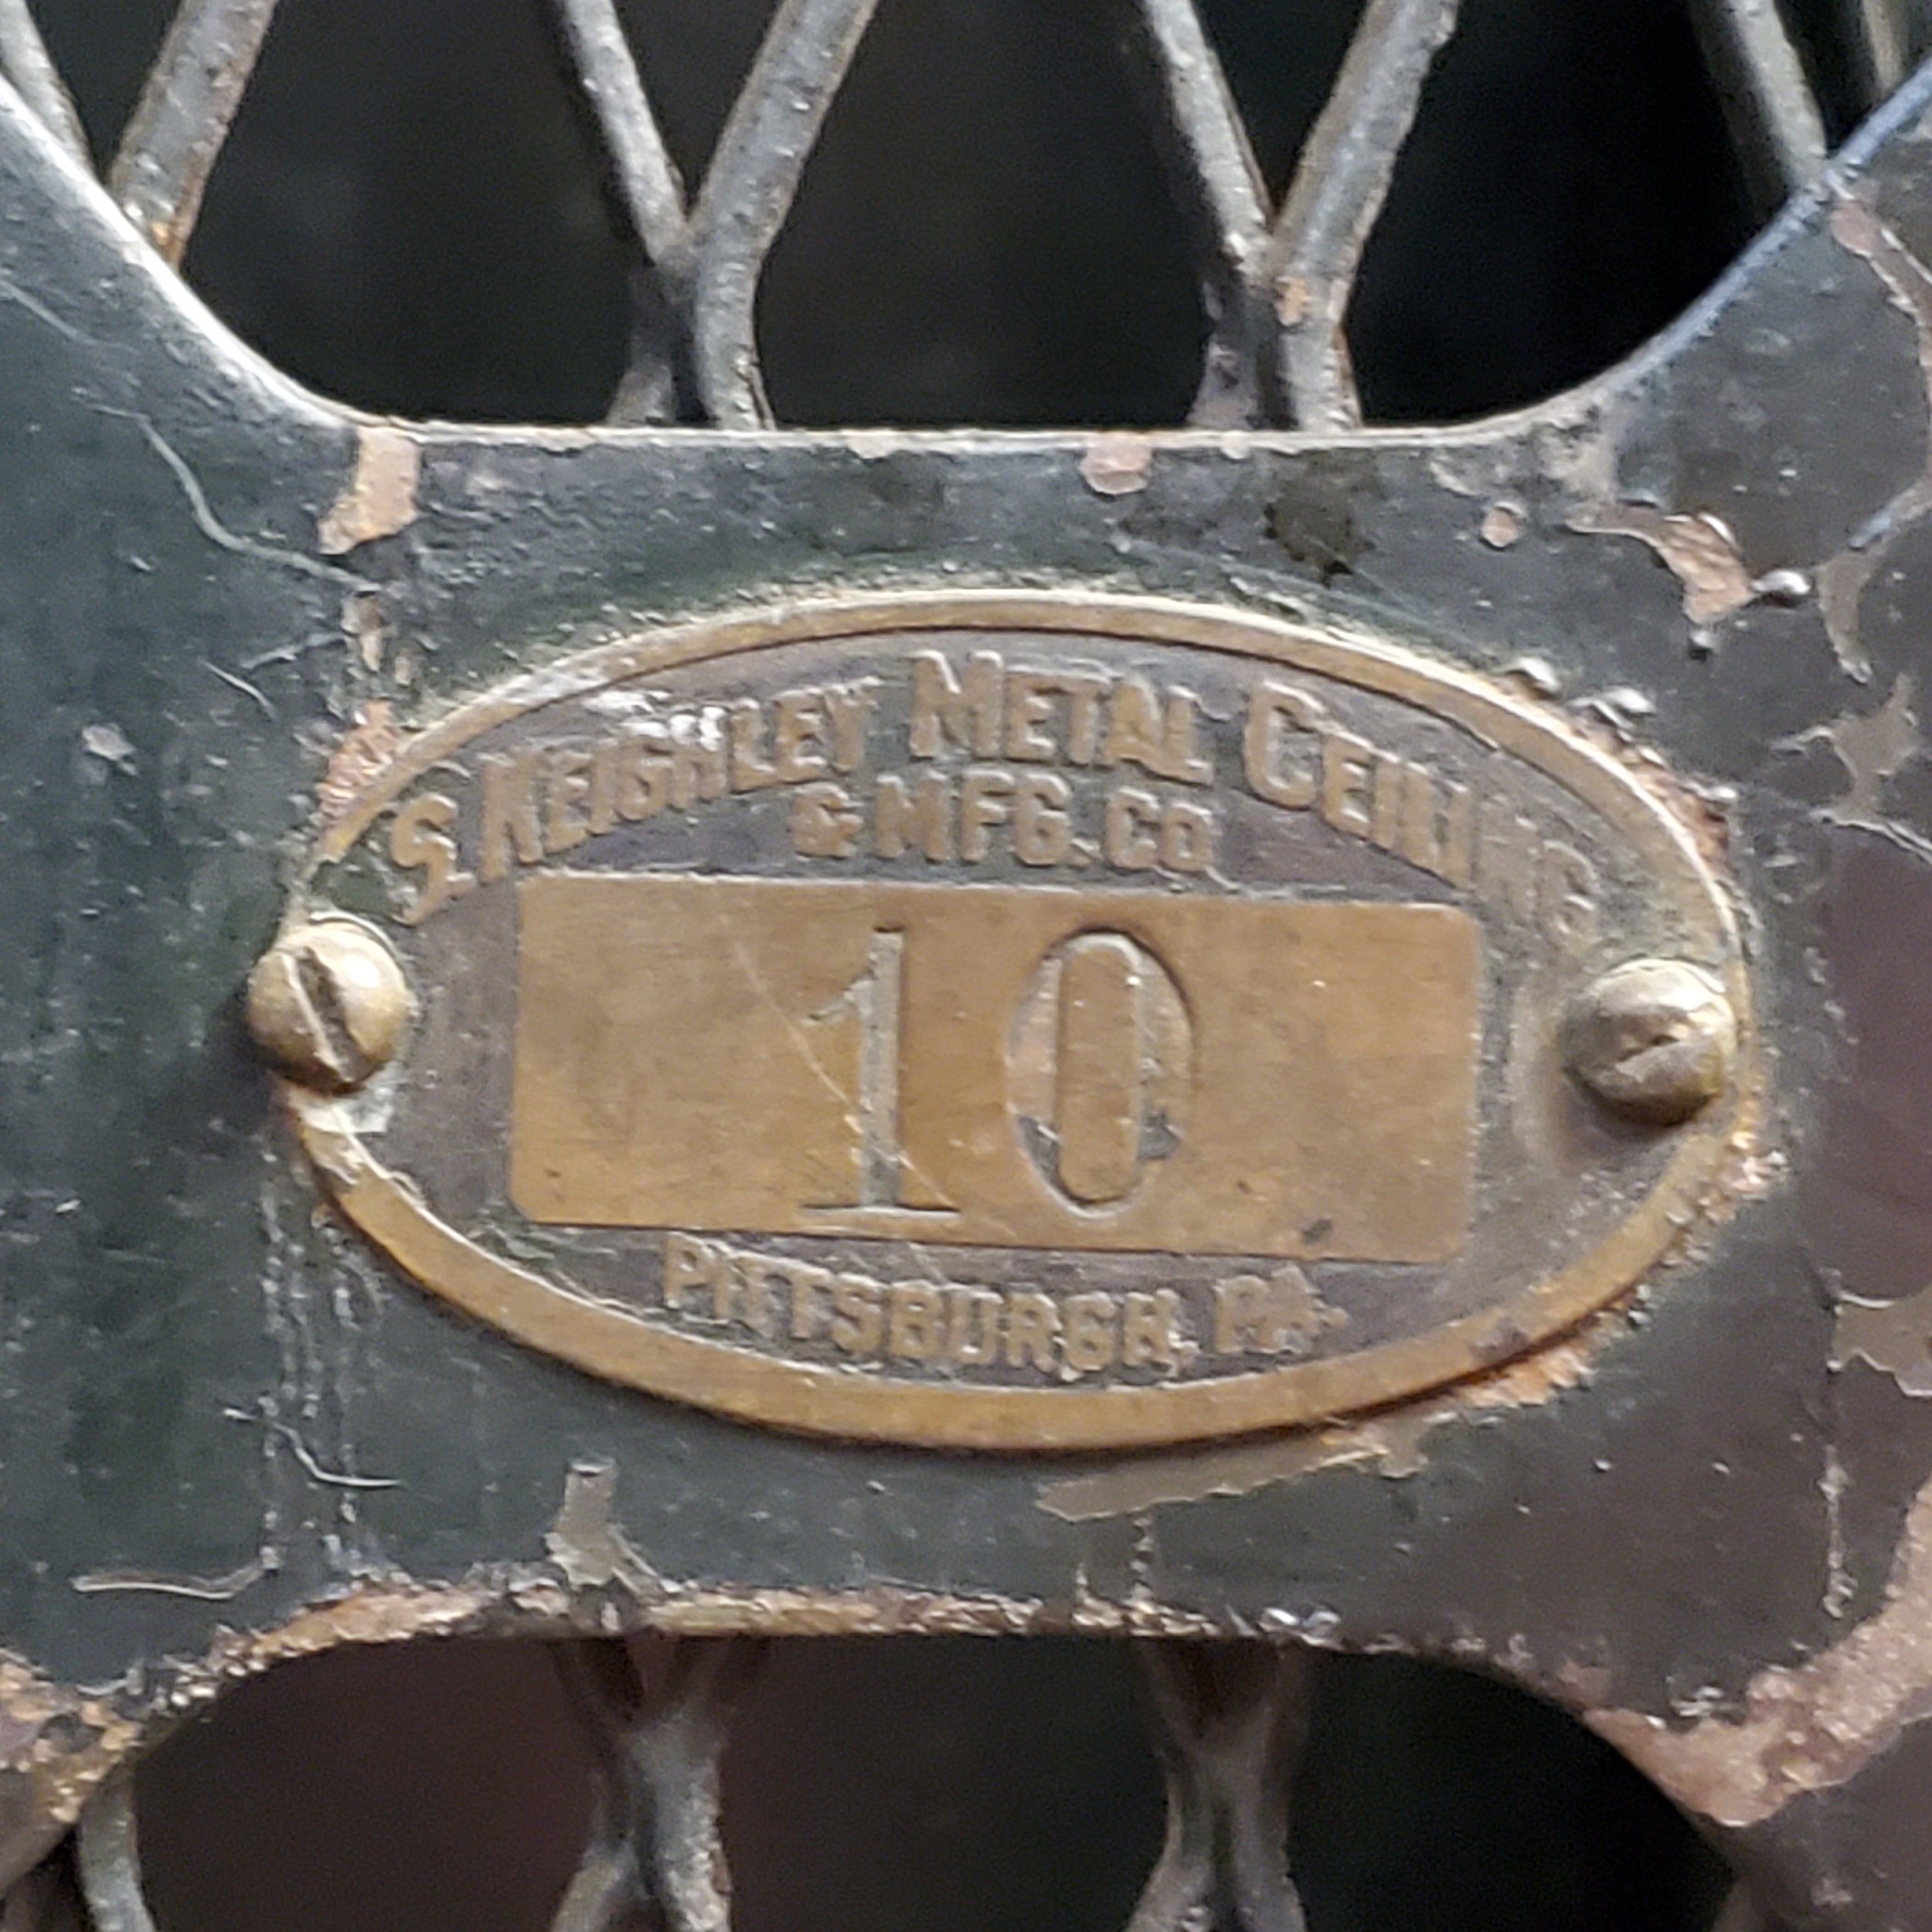 S. KEIGHLEY METAL CEILING
& MFG. CO.
10
PITTSBURGH, PA.